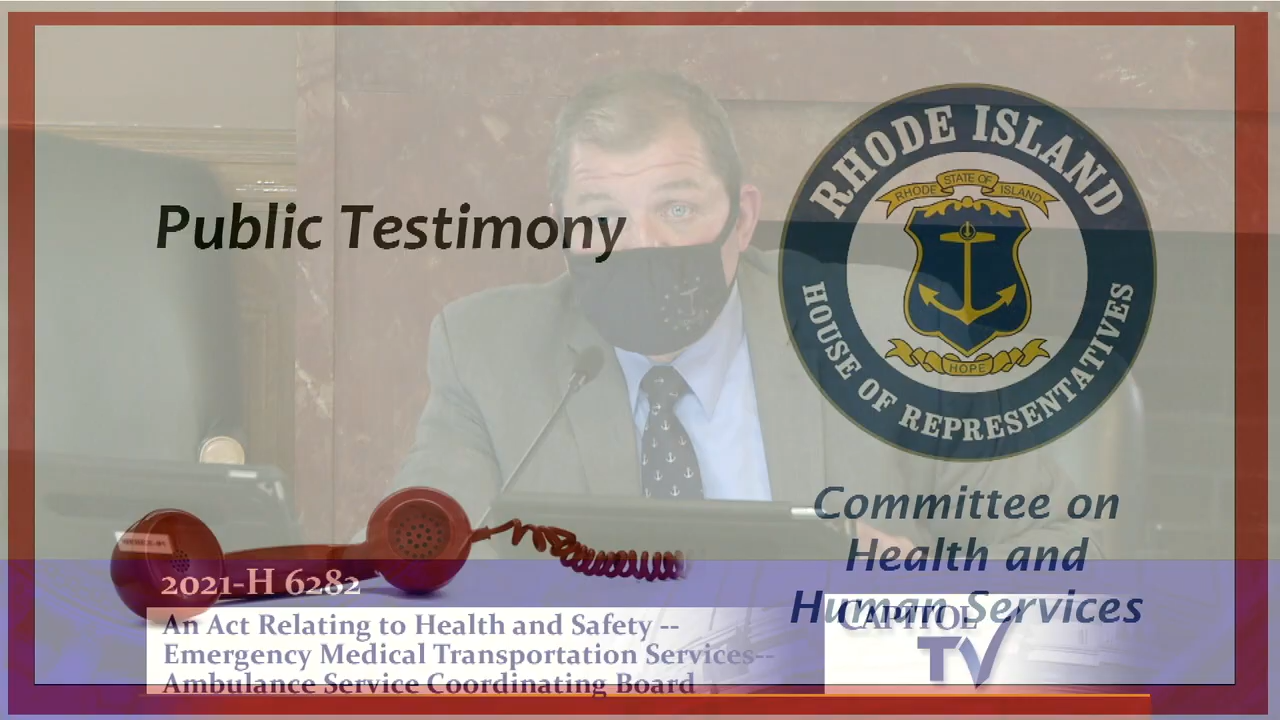 Public Testimony
RHODE ISLAND
STATE OF
RHODE ISLAND
HOPE
HOUSE OF REPRESENTATIVES
Committee on
Health and
Human Services
2021-H 6282
An Act Relating to Health and Safety --
Emergency Medical Transportation Services--
Ambulance Service Coordinating Board
CAPITOL
TV